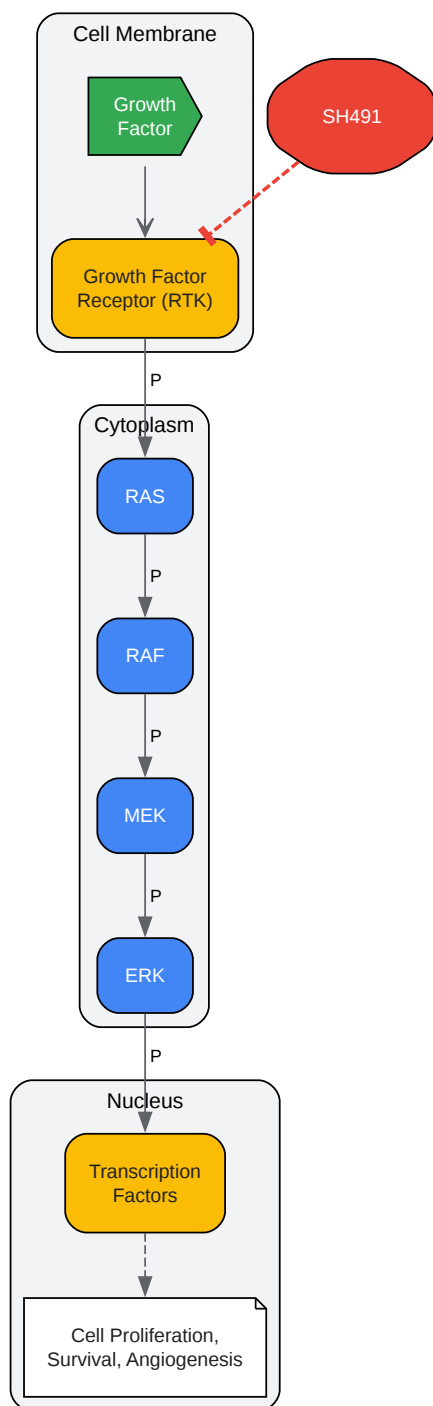 Cell Membrane
Growth
Factor
SH491
Growth Factor
Receptor (RTK)
P
Cytoplasm
RAS
P
RAF
P
MEK
P
ERK
P
Nucleus
Transcription
Factors
Cell Proliferation,
Survival, Angiogenesis